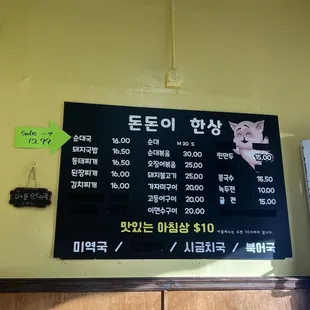 돈돈이 한상
Sale →
15.99
순대국 16.00
돼지국밥 16.50
동태찌개 16.50
된장찌개 16.00
김치찌개 16.00
순대 M 30 S
순대볶음 30.00
오징어볶음 25.00
돼지불고기 25.00
가자미구이 20.00
고등어구이 20.00
이면수구이 20.00
찐만두 15.00
콩국수 15.50
녹두전 10.00
굴 전 15.00
맛있는 아침상 $10
미역국 / / 시금치국 / 북어국